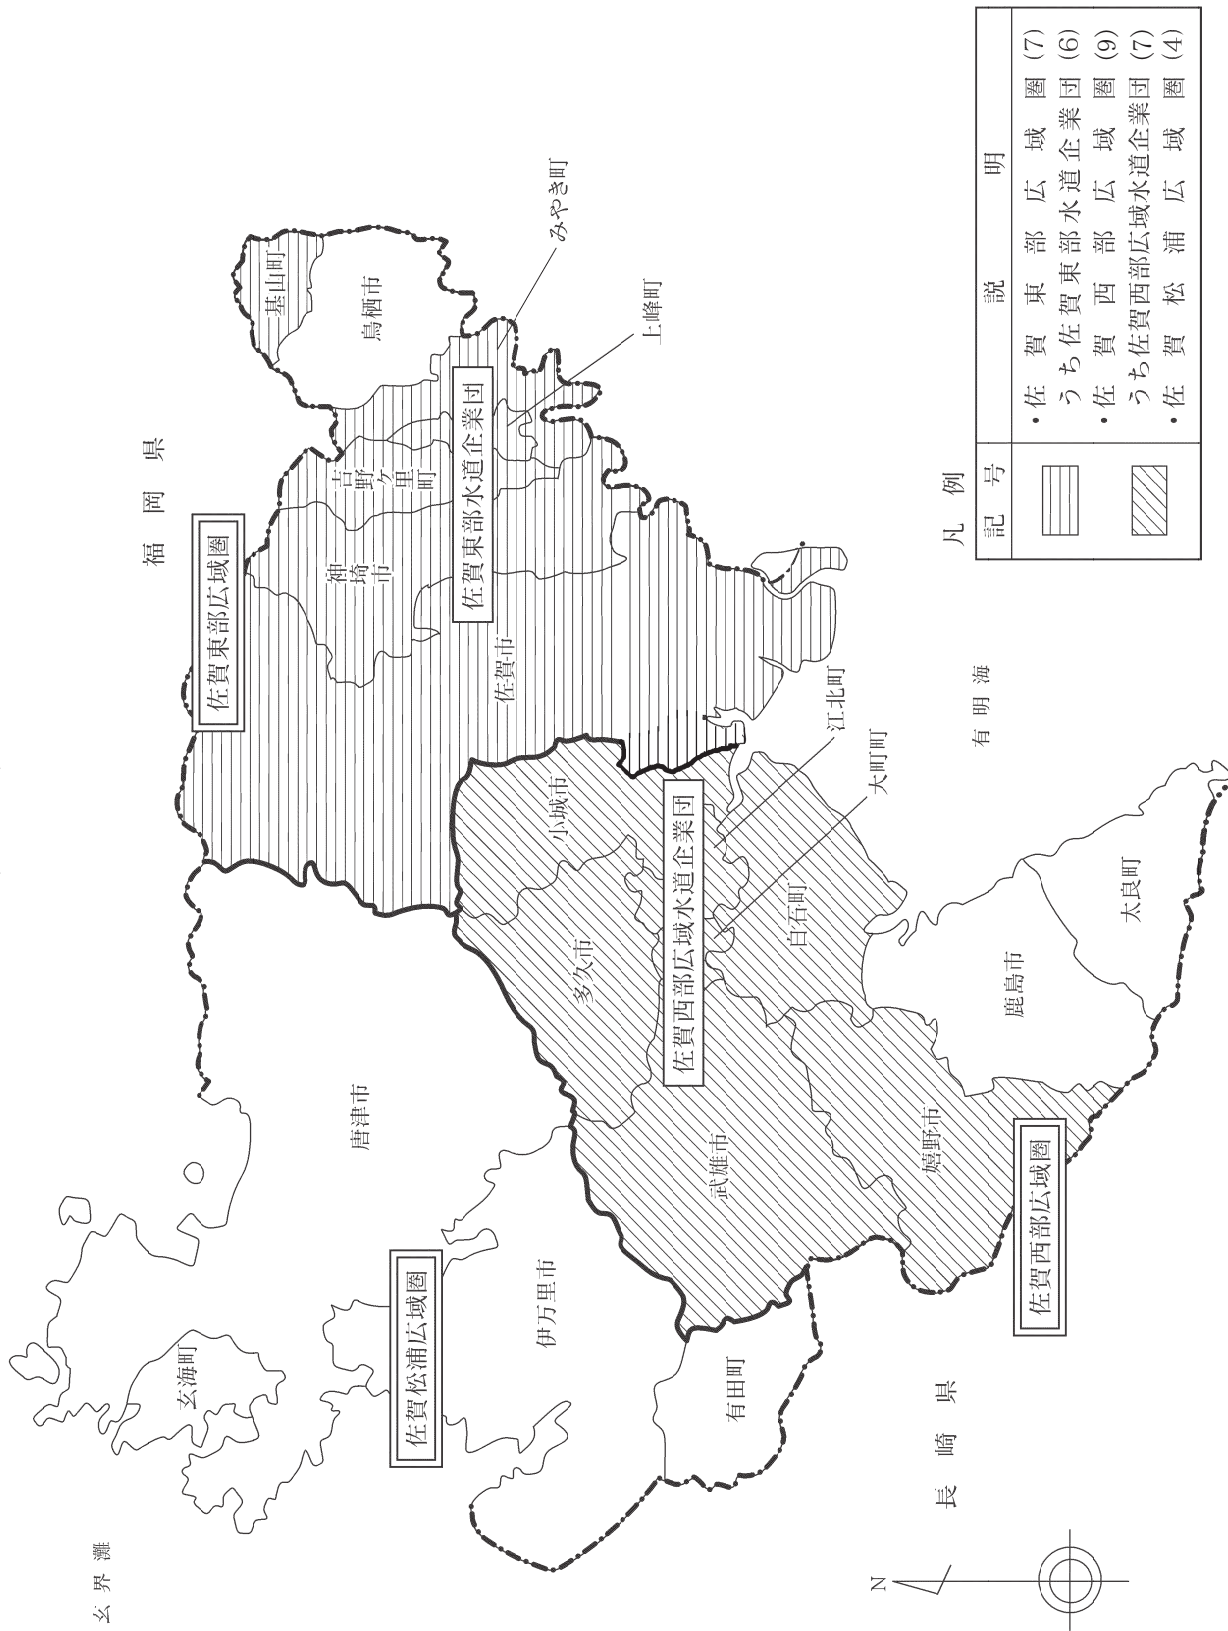 玄界灘
福岡県
佐賀東部広域圏
基山町
鳥栖市
みやき町
上峰町
吉野ヶ里町
神埼市
佐賀東部水道企業団
佐賀市
唐津市
玄海町
佐賀松浦広域圏
伊万里市
有田町
小城市
多久市
佐賀西部広域水道企業団
江北町
大町町
白石町
武雄市
嬉野市
鹿島市
太良町
佐賀西部広域圏
有明海
長崎県
N
凡例
記号 説明
・佐賀東部広域圏(7)
うち佐賀東部水道企業団(6)
・佐賀西部広域圏(9)
うち佐賀西部広域水道企業団(7)
・佐賀松浦広域圏(4)